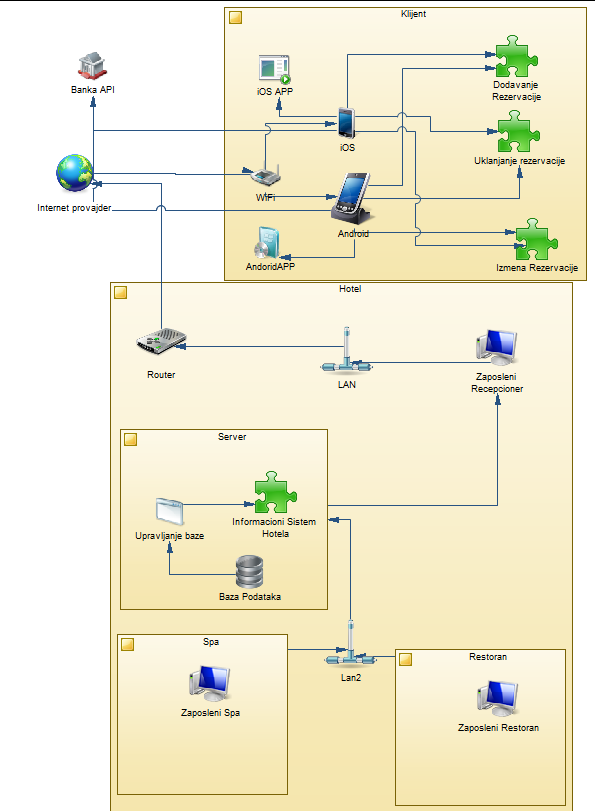 Klijent
Banka API
iOS APP
iOS
Dodavanje
Rezervacije
Uklanjanje rezervacije
Internet provajder
WiFi
Android
AndoridAPP
Izmena Rezervacije
Hotel
Router
LAN
Zaposleni
Recepcioner
Server
Upravljanje baze
Informacioni Sistem
Hotela
Baza Podataka
Spa
Zaposleni Spa
Lan2
Restoran
Zaposleni Restoran